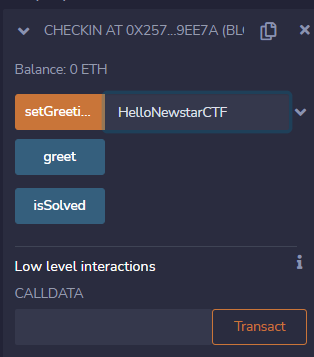 CHECKIN AT 0X257...9EE7A (BL
Balance: 0 ETH
setGreeti... HelloNewstarCTF
greet
isSolved
Low level interactions
CALLDATA
Transact